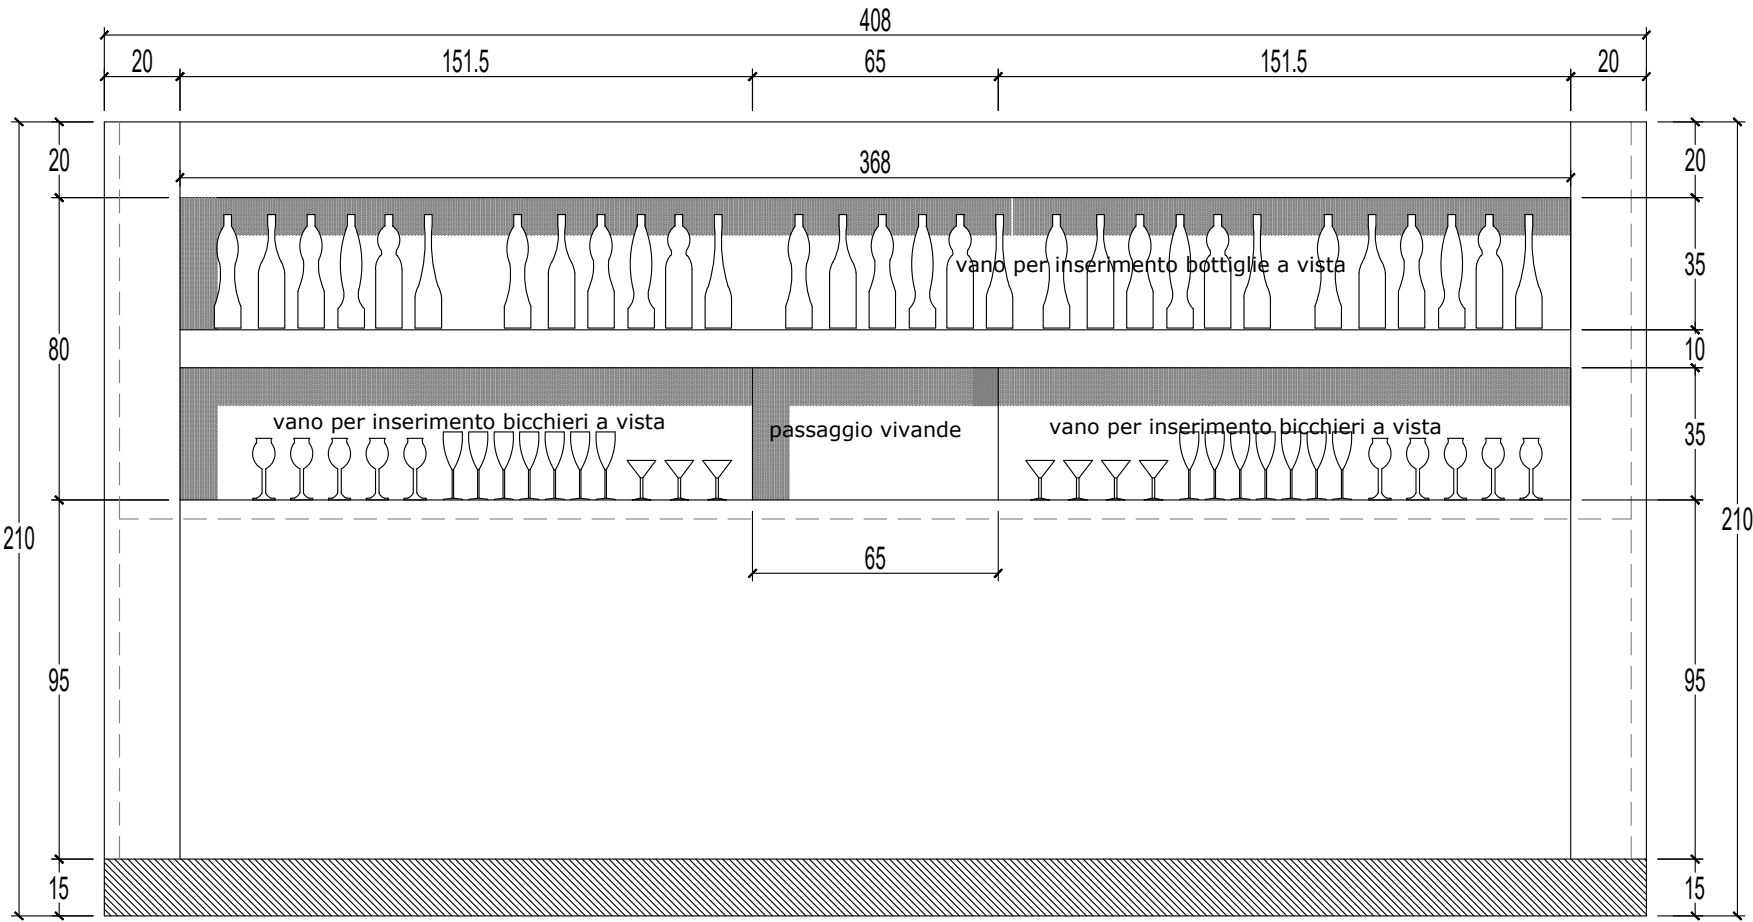 408
20 151.5 65 151.5 20
20 20
368
35
vano per inserimento bottiglie a vista
80 10
vano per inserimento bicchieri a vista
passaggio vivande
vano per inserimento bicchieri a vista
35
210 210
65
95 95
15 15